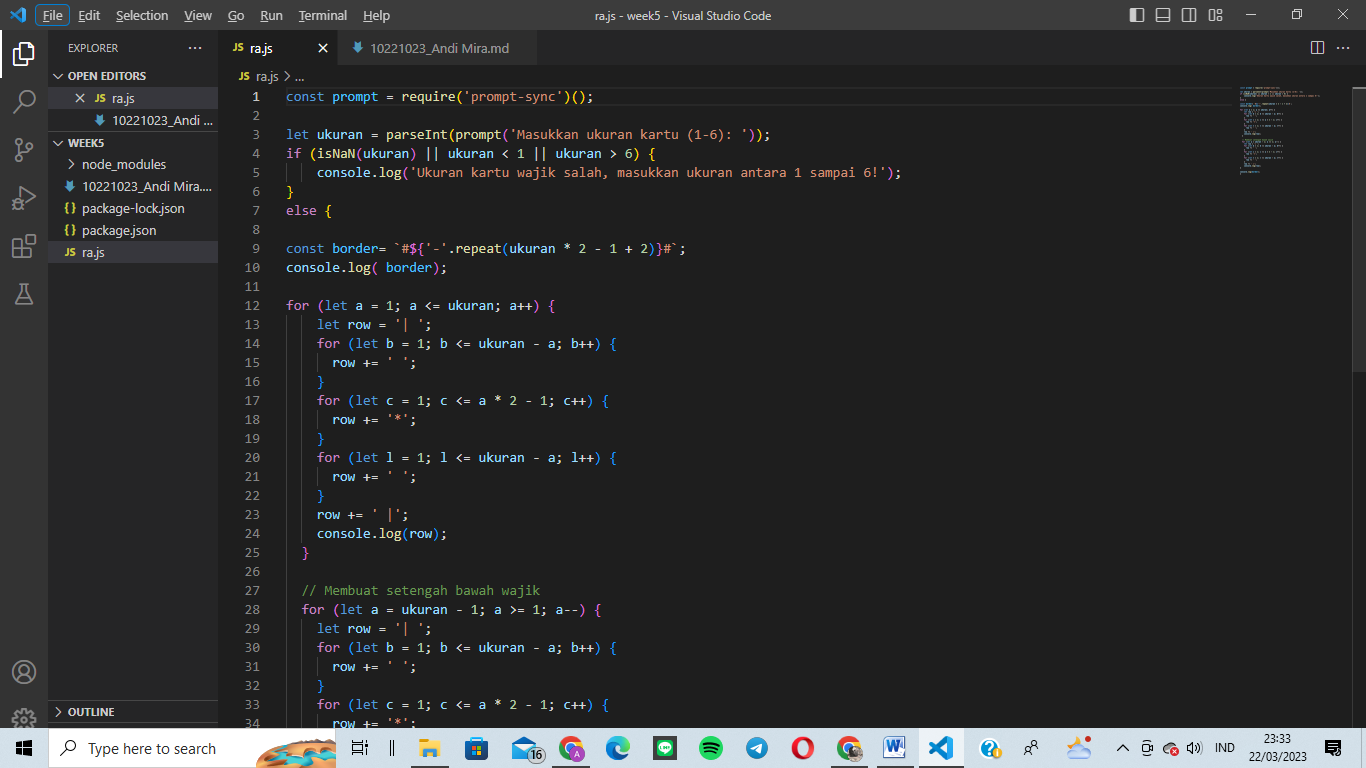 File Edit Selection View Go Run Terminal Help ra.js - week5 - Visual Studio Code
EXPLORER
OPEN EDITORS
JS ra.js
10221023_Andi ...
WEEK5
node_modules
10221023_Andi Mira....
{} package-lock.json
{} package.json
JS ra.js
OUTLINE
JS ra.js
10221023_Andi Mira.md
JS ra.js > ...
1 const prompt = require('prompt-sync')();
2
3 let ukuran = parseInt(prompt('Masukkan ukuran kartu (1-6): '));
4 if (isNaN(ukuran) || ukuran < 1 || ukuran > 6) {
5 console.log('Ukuran kartu wajik salah, masukkan ukuran antara 1 sampai 6!');
6 }
7 else {
8
9 const border= `#${'-'.repeat(ukuran * 2 - 1 + 2)}#`;
10 console.log( border);
11
12 for (let a = 1; a <= ukuran; a++) {
13 let row = '| ';
14 for (let b = 1; b <= ukuran - a; b++) {
15 row += ' ';
16 }
17 for (let c = 1; c <= a * 2 - 1; c++) {
18 row += '*';
19 }
20 for (let l = 1; l <= ukuran - a; l++) {
21 row += ' ';
22 }
23 row += ' |';
24 console.log(row);
25 }
26
27 // Membuat setengah bawah wajik
28 for (let a = ukuran - 1; a >= 1; a--) {
29 let row = '| ';
30 for (let b = 1; b <= ukuran - a; b++) {
31 row += ' ';
32 }
33 for (let c = 1; c <= a * 2 - 1; c++) {
34 row += '*';
Type here to search
16
A
LINE
W
IND
23:33
22/03/2023